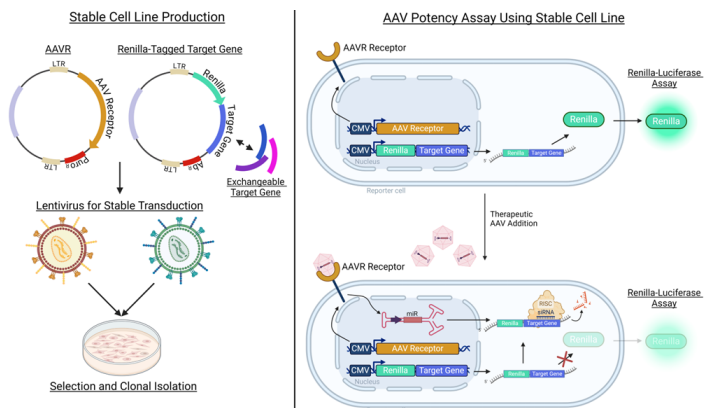 Stable Cell Line Production
AAVR
Renilla-Tagged Target Gene
LTR
AAV Receptor
Puro R
LTR
LTR
Renilla
Target Gene
AbR
LTR
Exchangeable
Target Gene
Lentivirus for Stable Transduction
Selection and Clonal Isolation
AAV Potency Assay Using Stable Cell Line
AAVR Receptor
Renilla-Luciferase
Assay
CMV
AAV Receptor
CMV
Renilla
Target Gene
Nucleus
Renilla
Target Gene
Renilla
Renilla
Reporter cell
Therapeutic
AAV Addition
AAVR Receptor
Renilla-Luciferase
Assay
miR
RISC
siRNA
Renilla
Target Gene
CMV
AAV Receptor
CMV
Renilla
Target Gene
Nucleus
Renilla
Target Gene
Renilla
Renilla